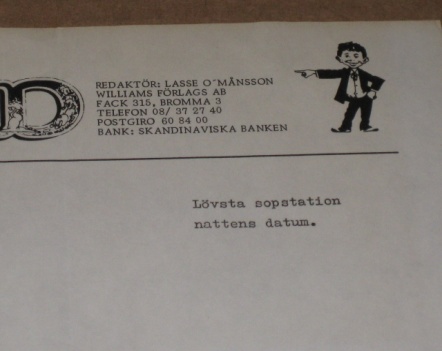 D
REDAKTÖR: LASSE O´MÅNSSON
WILLIAMS FÖRLAGS AB
FACK 315, BROMMA 3
TELEFON 08/ 37 27 40
POSTGIRO 60 84 00
BANK: SKANDINAVISKA BANKEN
Lövsta sopstation
nattens datum.